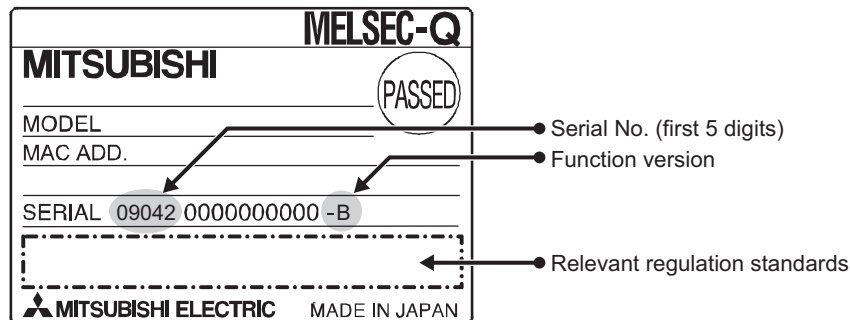 MELSEC-Q
MITSUBISHI
PASSED
MODEL
MAC ADD.
SERIAL 09042 0000000000 -B
MITSUBISHI ELECTRIC MADE IN JAPAN
Serial No. (first 5 digits)
Function version
Relevant regulation standards